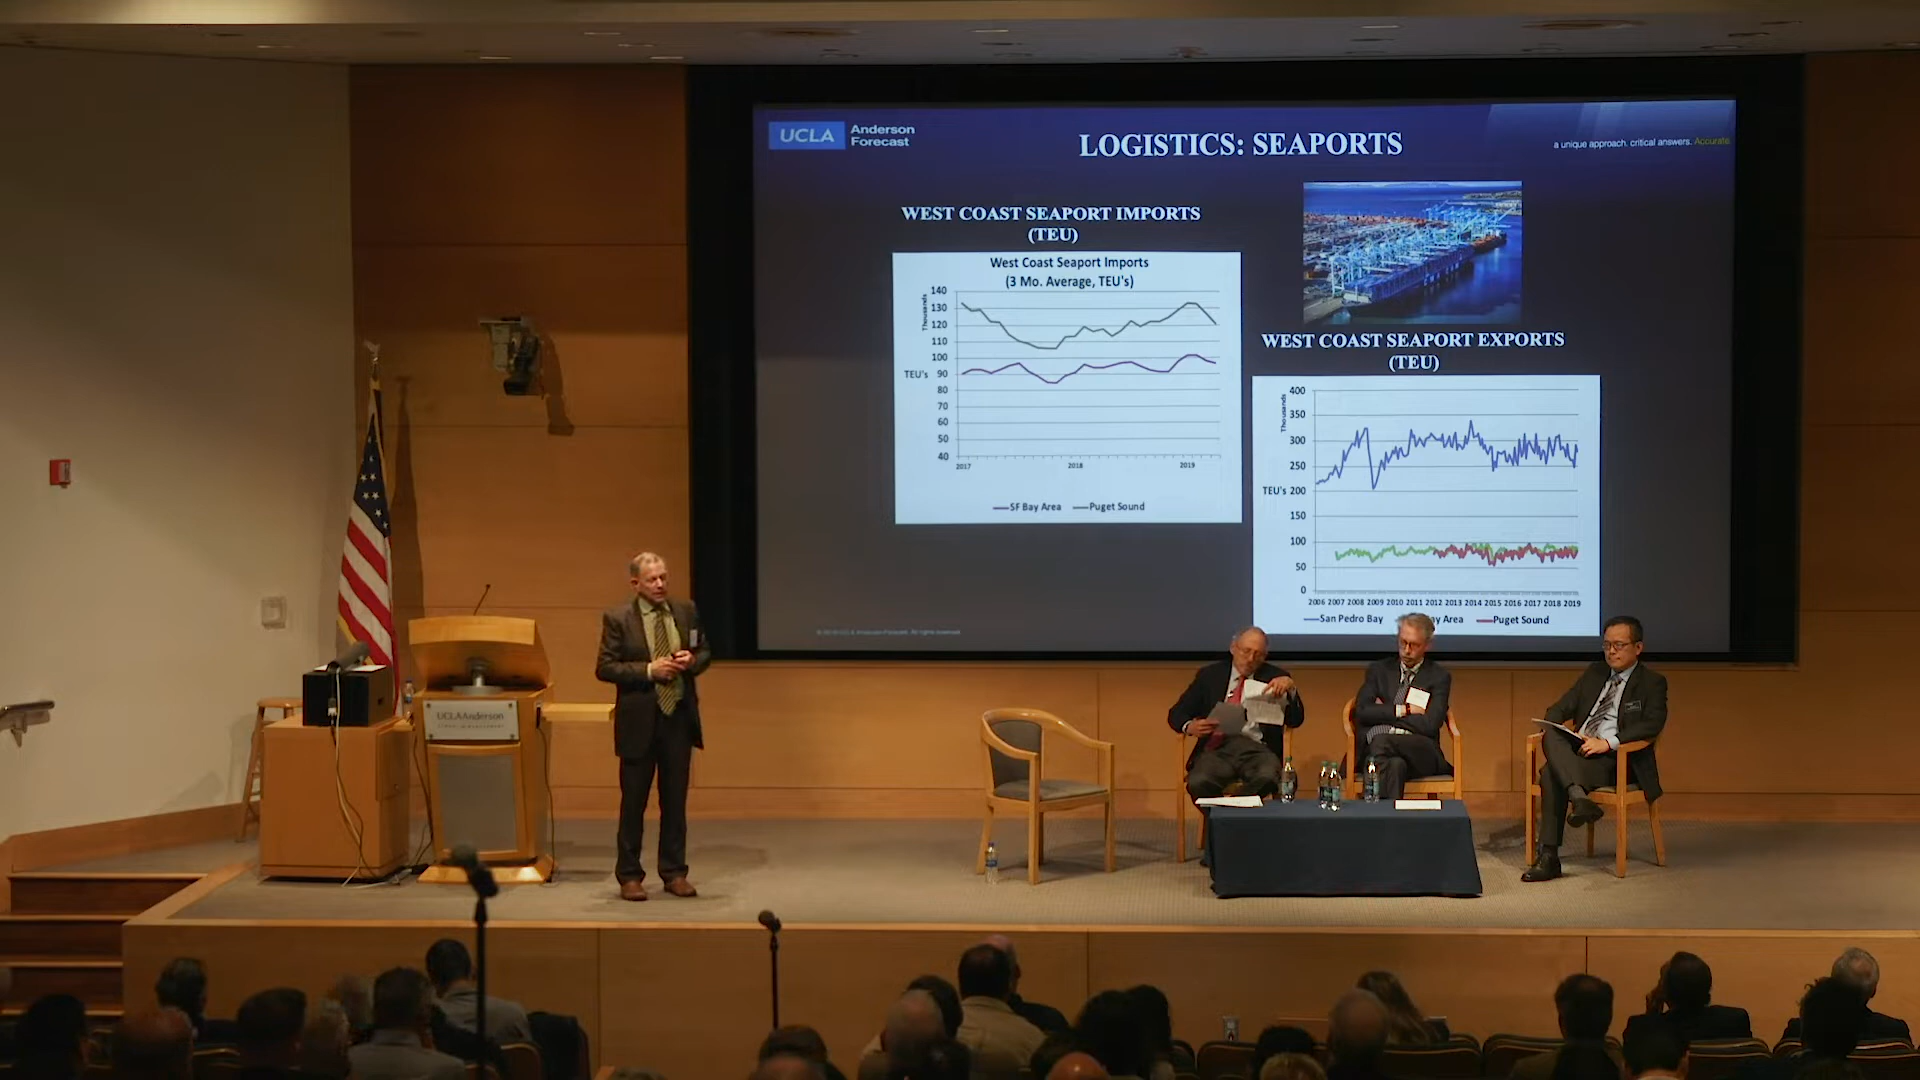 UCLA Anderson
Forecast
LOGISTICS: SEAPORTS
a unique approach. critical answers. Accurate.
WEST COAST SEAPORT IMPORTS
(TEU)
West Coast Seaport Imports
(3 Mo. Average, TEU's)
Thousands
140
130
120
110
100
TEU's 90
80
70
60
50
40
2017 2018 2019
SF Bay Area Puget Sound
WEST COAST SEAPORT EXPORTS
(TEU)
Thousands
400
350
300
250
TEU's 200
150
100
50
0
2006 2007 2008 2009 2010 2011 2012 2013 2014 2015 2016 2017 2018 2019
San Pedro Bay ay Area Puget Sound
UCLAAnderson